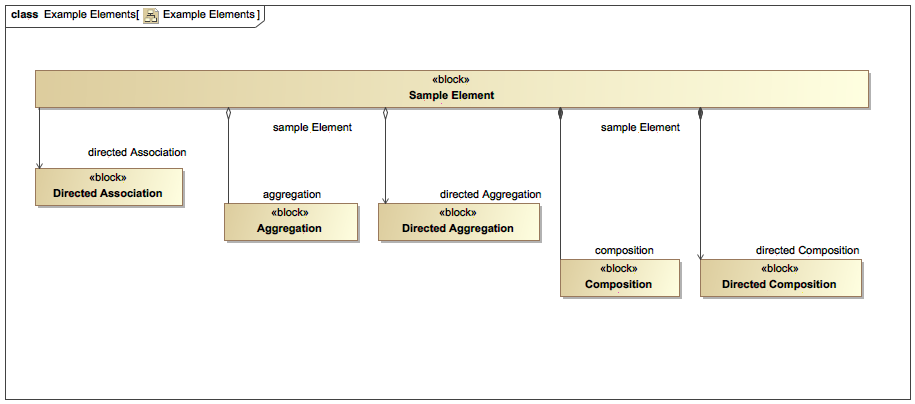 class Example Elements[ Example Elements ]
«block»
Sample Element
sample Element
sample Element
directed Association
«block»
Directed Association
aggregation
«block»
Aggregation
directed Aggregation
«block»
Directed Aggregation
composition
«block»
Composition
directed Composition
«block»
Directed Composition